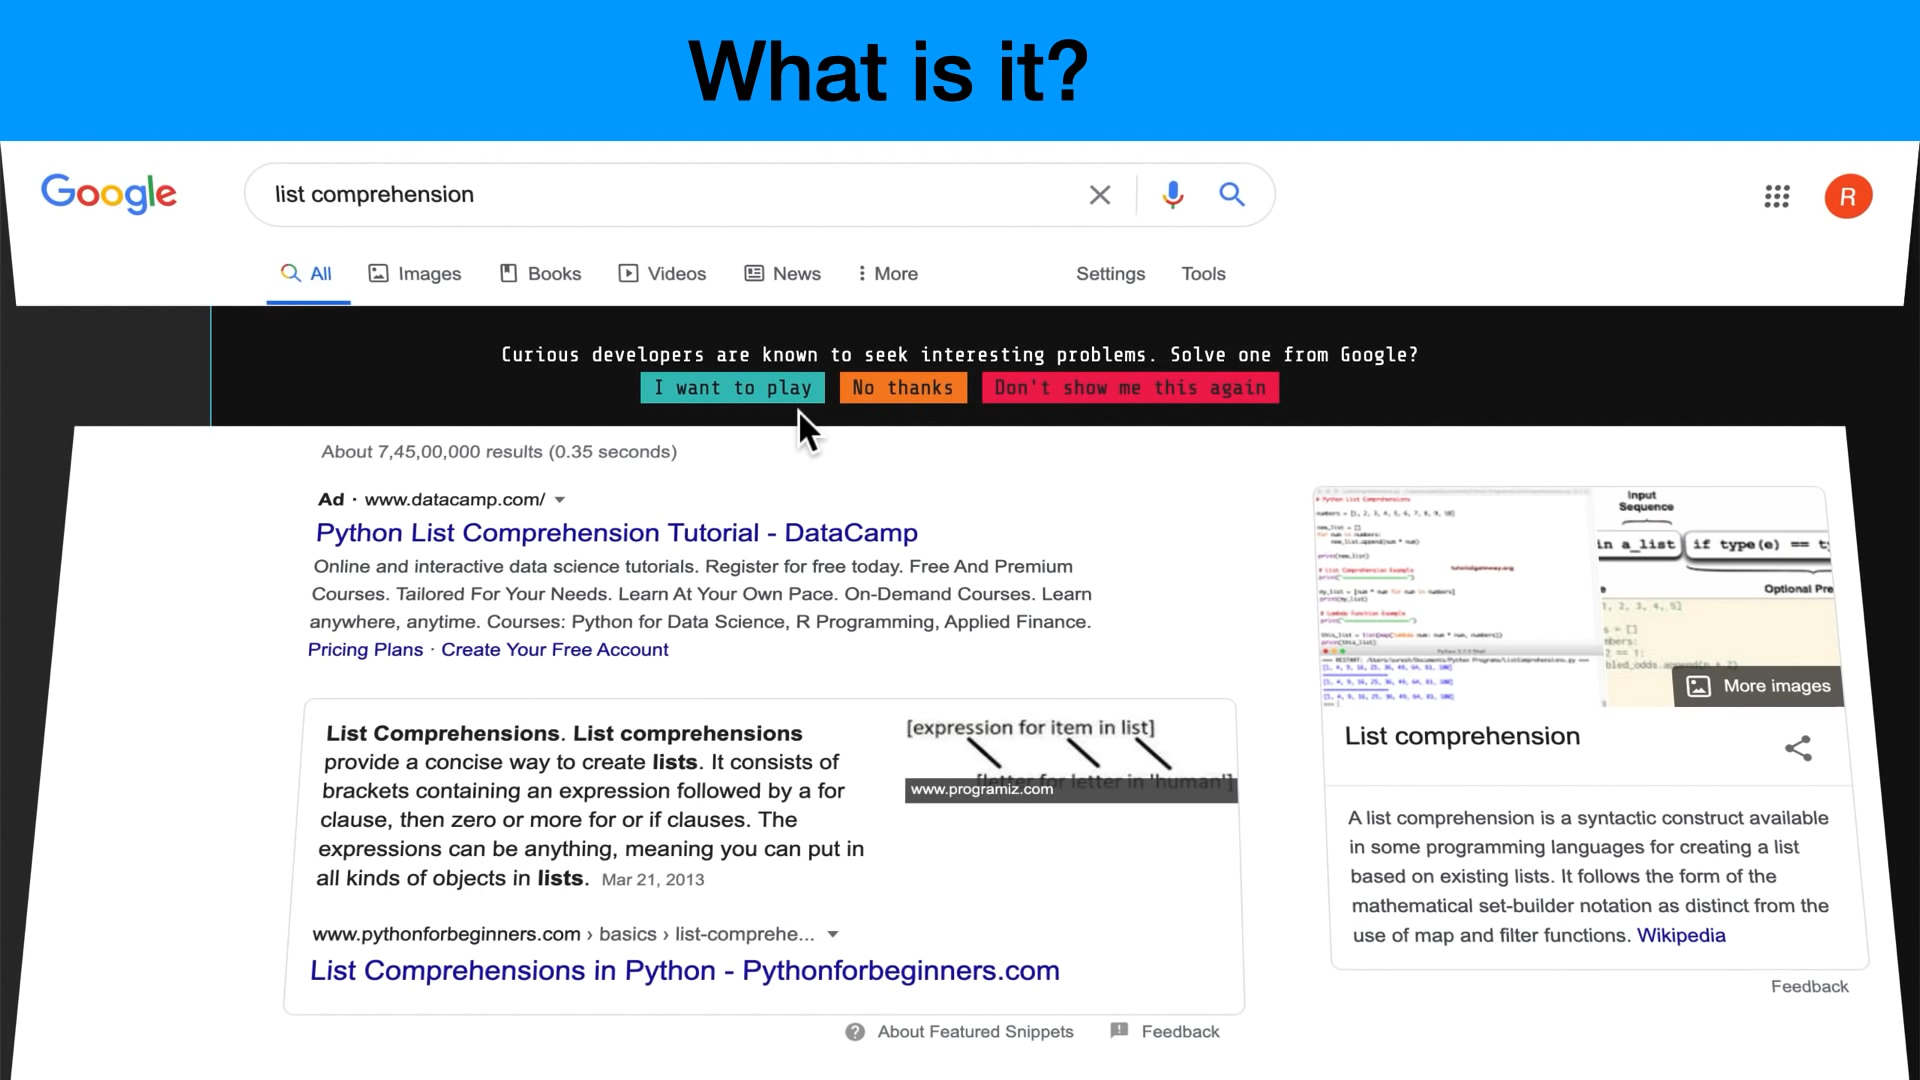 What is it?
Google
list comprehension
R
All
Images
Books
Videos
News
More
Settings
Tools
Curious developers are known to seek interesting problems. Solve one from Google?
I want to play
No thanks
Don't show me this again
About 7,45,00,000 results (0.35 seconds)
Ad · www.datacamp.com/
Python List Comprehension Tutorial - DataCamp
Online and interactive data science tutorials. Register for free today. Free And Premium
Courses. Tailored For Your Needs. Learn At Your Own Pace. On-Demand Courses. Learn
anywhere, anytime. Courses: Python for Data Science, R Programming, Applied Finance.
Pricing Plans · Create Your Free Account
List Comprehensions. List comprehensions
provide a concise way to create lists. It consists of
brackets containing an expression followed by a for
clause, then zero or more for or if clauses. The
expressions can be anything, meaning you can put in
all kinds of objects in lists. Mar 21, 2013
[expression for item in list]
[letter for letter in 'human']
www.programiz.com
www.pythonforbeginners.com › basics › list-comprehe...
List Comprehensions in Python - Pythonforbeginners.com
About Featured Snippets
Feedback
Input
Sequence
in a_list
if type(e) == t
Optional Pre
More images
List comprehension
A list comprehension is a syntactic construct available
in some programming languages for creating a list
based on existing lists. It follows the form of the
mathematical set-builder notation as distinct from the
use of map and filter functions. Wikipedia
Feedback